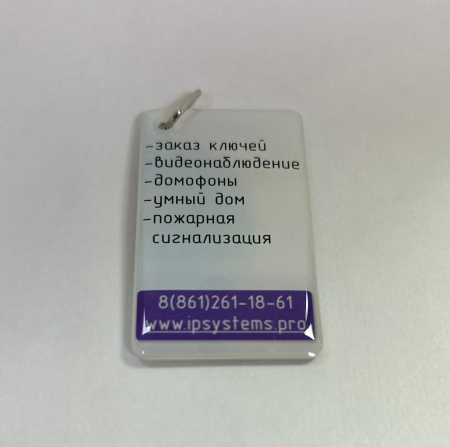 -заказ ключей
-видеонаблюдение
-домофоны
-умный дом
-пожарная
сигнализация
8(861)261-18-61
www.ipsystems.pro